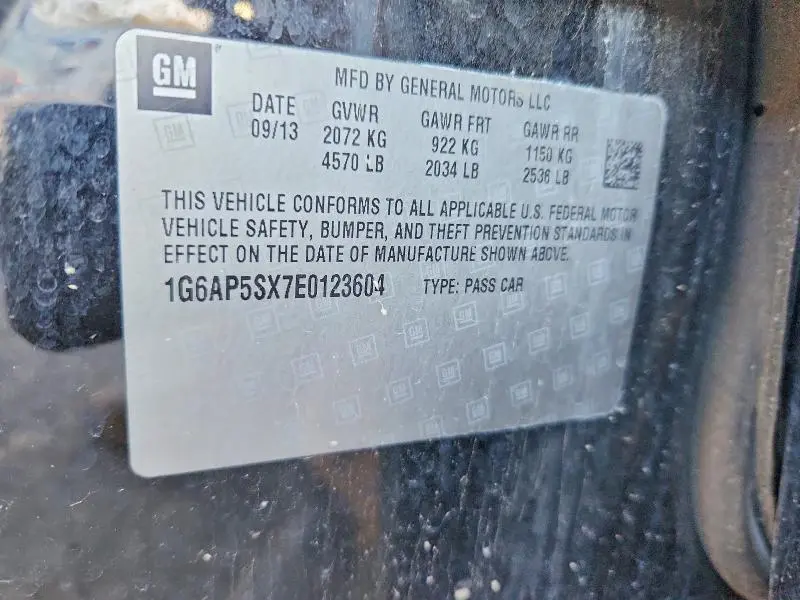 GM
MFD BY GENERAL MOTORS LLC
DATE GVWR GAWR FRT GAWR RR
09/13 2072 KG 922 KG 1150 KG
4570 LB 2034 LB 2536 LB
THIS VEHICLE CONFORMS TO ALL APPLICABLE U.S. FEDERAL MOTOR
VEHICLE SAFETY, BUMPER, AND THEFT PREVENTION STANDARDS IN
EFFECT ON THE DATE OF MANUFACTURE SHOWN ABOVE.
1G6AP5SX7E0123604 TYPE: PASS CAR